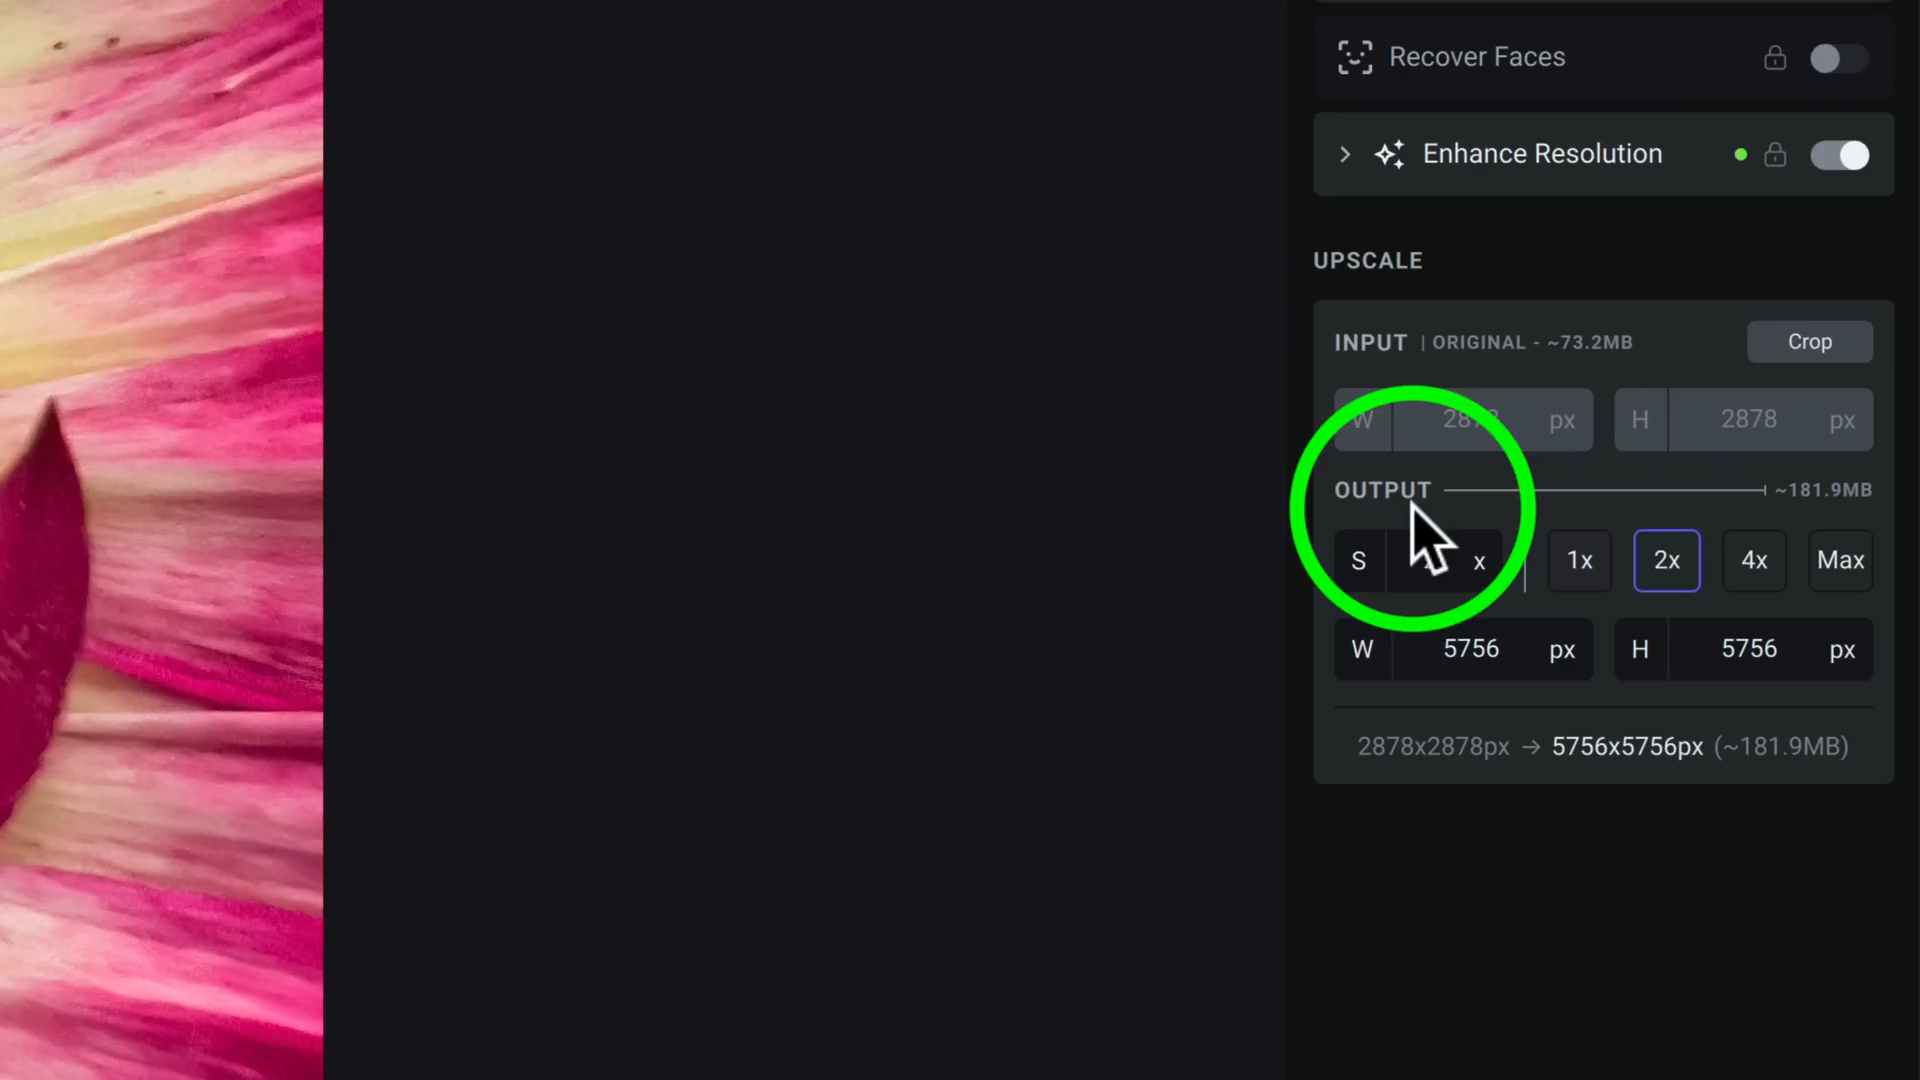 Recover Faces
Enhance Resolution
UPSCALE
INPUT | ORIGINAL - ~73.2MB Crop
W 2878 px H 2878 px
OUTPUT ~181.9MB
S x 1x 2x 4x Max
W 5756 px H 5756 px
2878x2878px → 5756x5756px (~181.9MB)